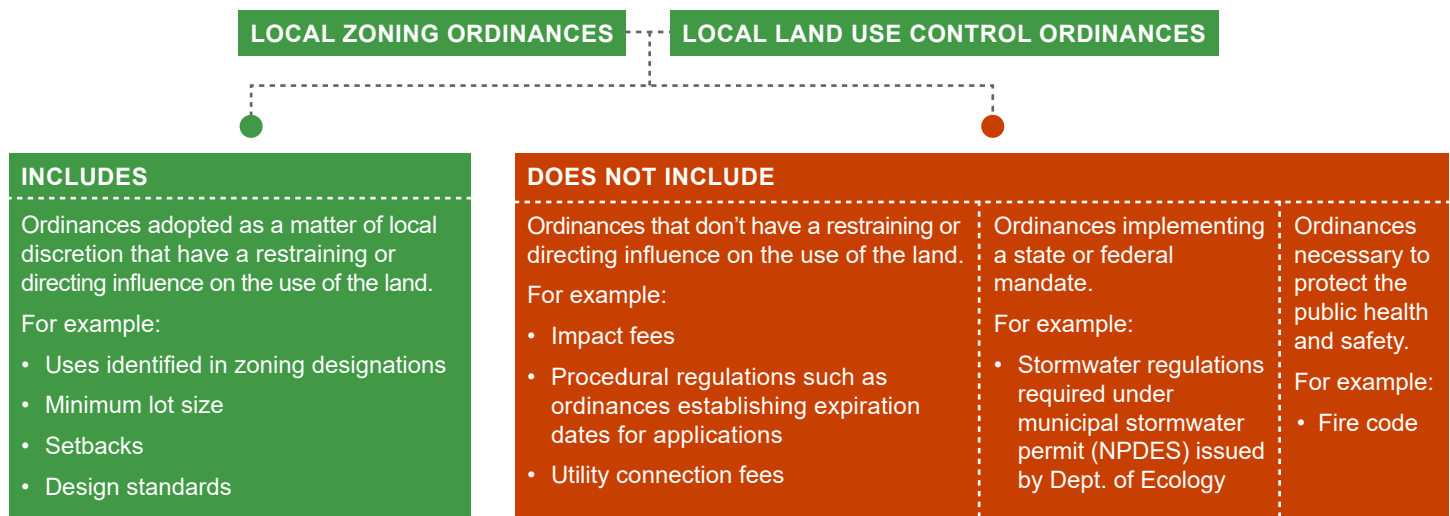 LOCAL ZONING ORDINANCES
LOCAL LAND USE CONTROL ORDINANCES
INCLUDES
Ordinances adopted as a matter of local
discretion that have a restraining or
directing influence on the use of the land.
For example:
• Uses identified in zoning designations
• Minimum lot size
• Setbacks
• Design standards
DOES NOT INCLUDE
Ordinances that don’t have a restraining or
directing influence on the use of the land.
For example:
• Impact fees
• Procedural regulations such as
ordinances establishing expiration
dates for applications
• Utility connection fees
Ordinances implementing
a state or federal
mandate.
For example:
• Stormwater regulations
required under
municipal stormwater
permit (NPDES) issued
by Dept. of Ecology
Ordinances
necessary to
protect the
public health
and safety.
For example:
• Fire code